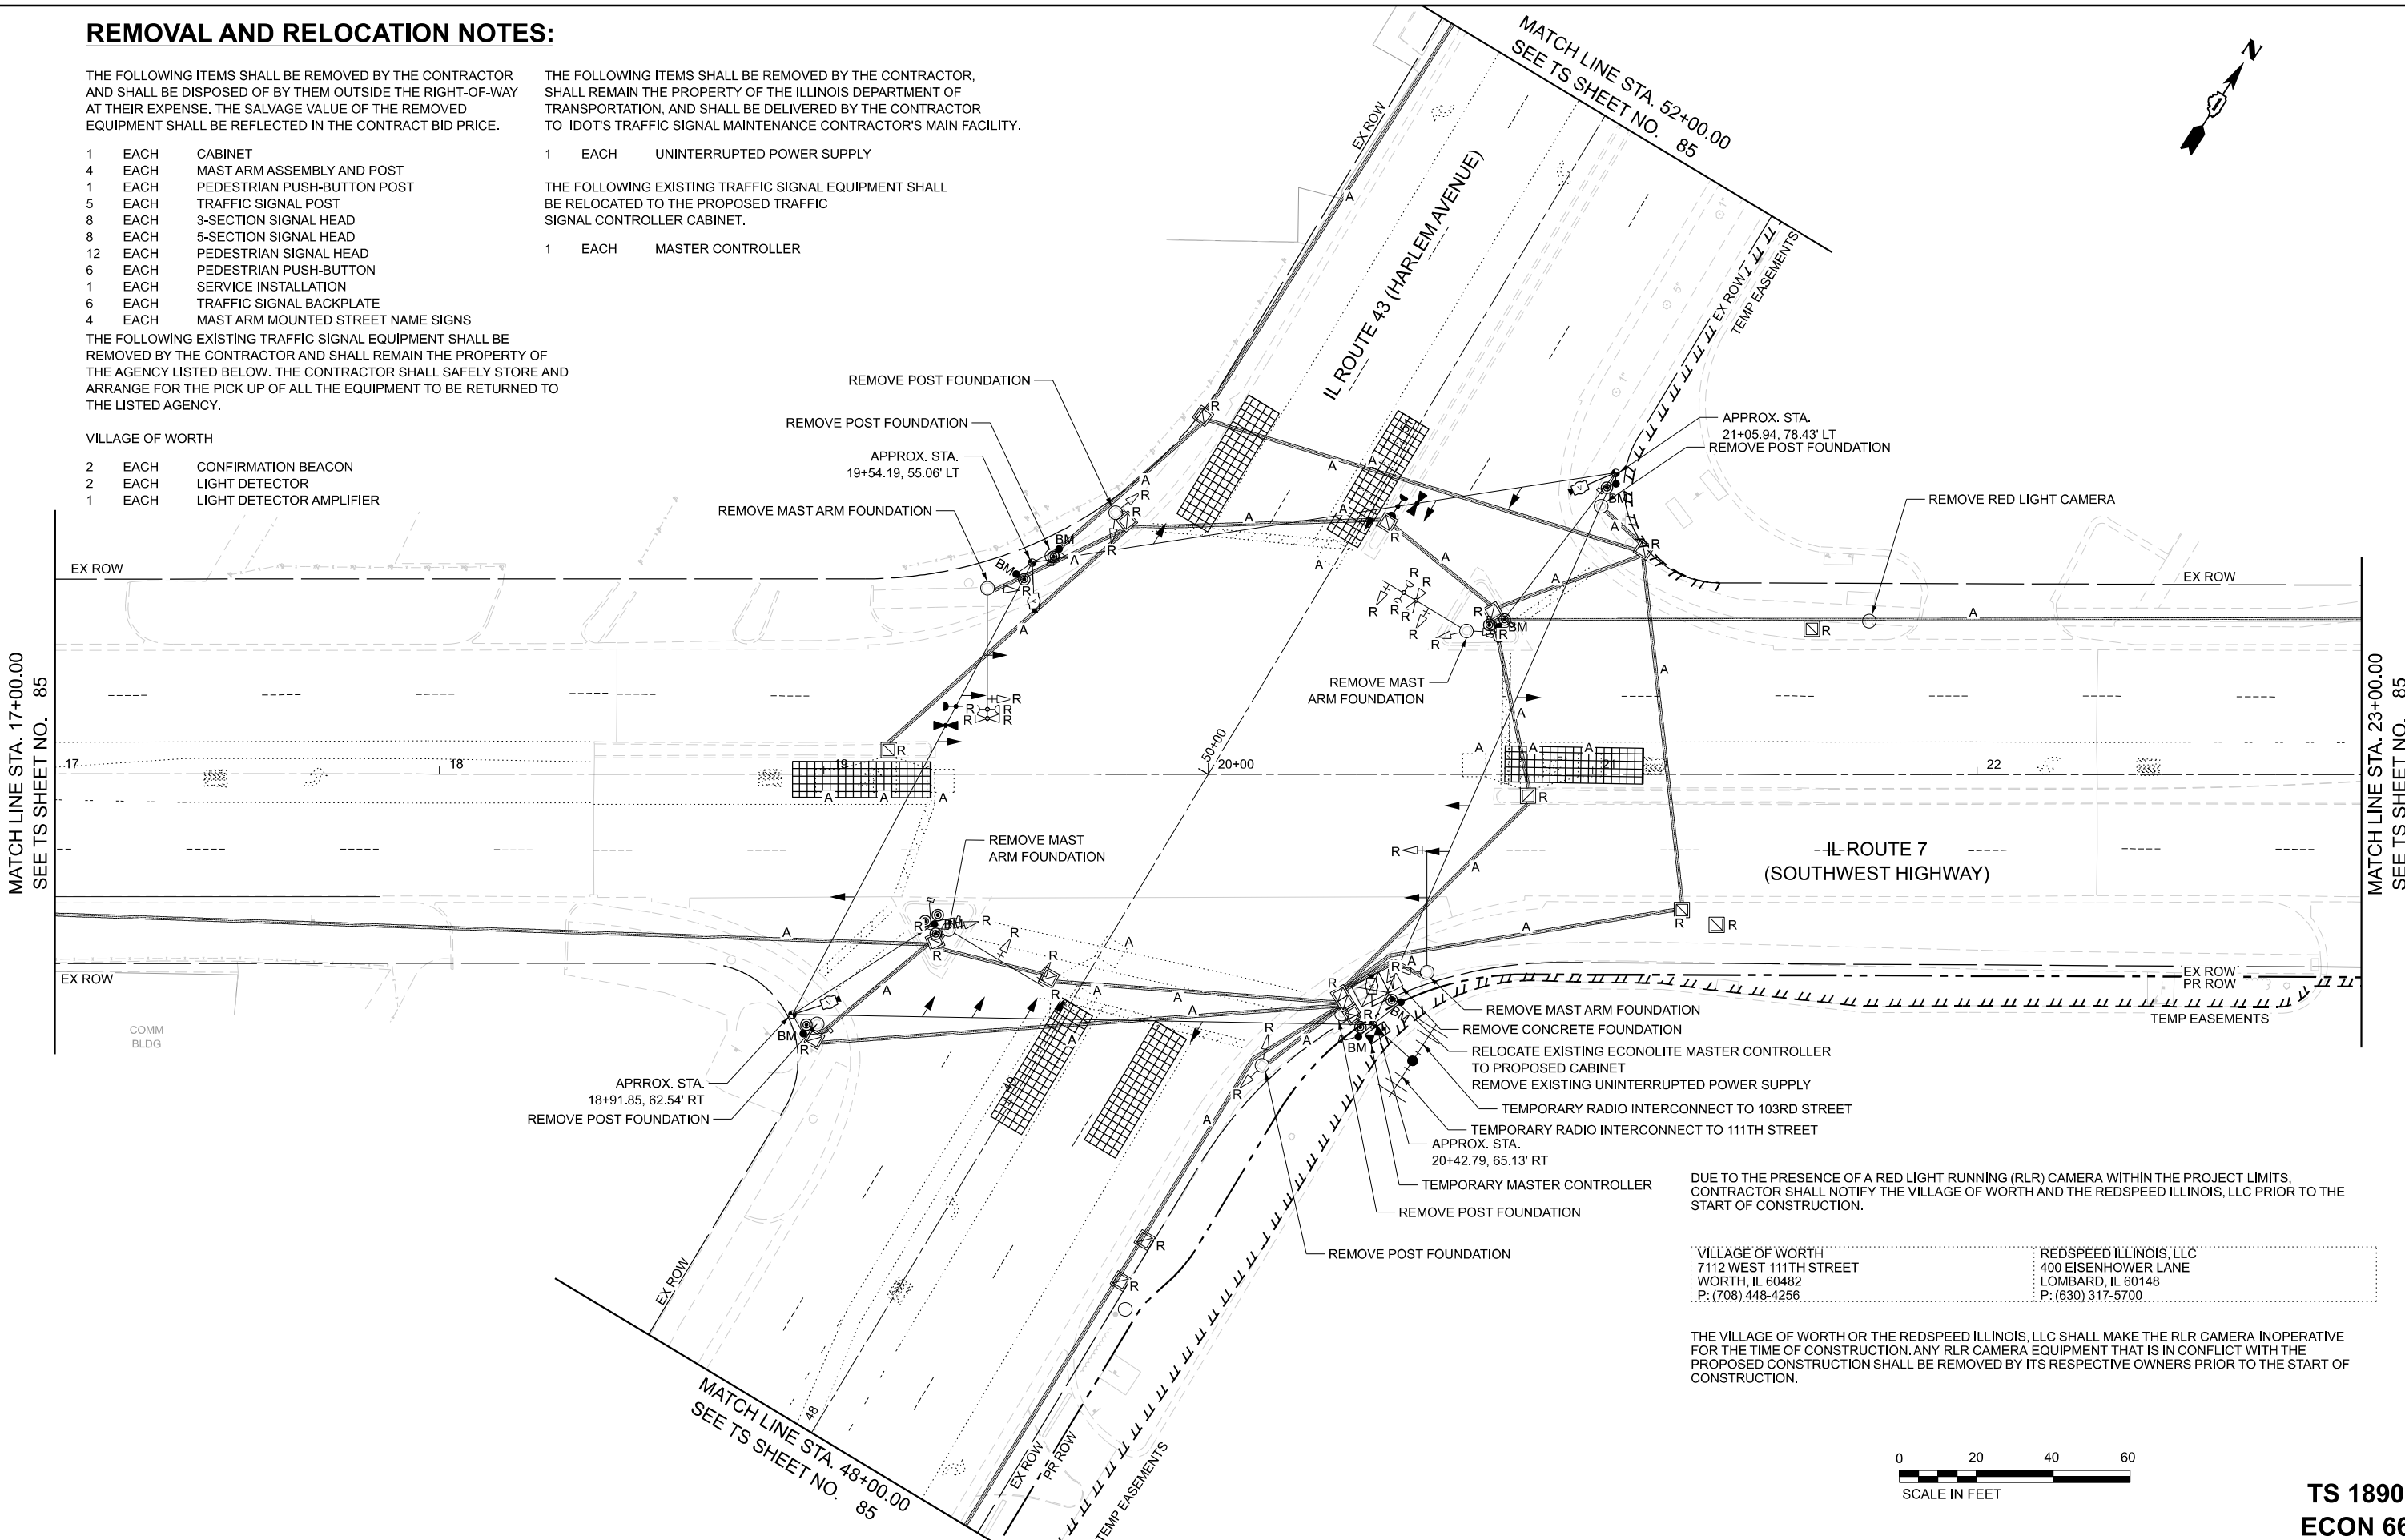 REMOVAL AND RELOCATION NOTES:
THE FOLLOWING ITEMS SHALL BE REMOVED BY THE CONTRACTOR
AND SHALL BE DISPOSED OF BY THEM OUTSIDE THE RIGHT-OF-WAY
AT THEIR EXPENSE. THE SALVAGE VALUE OF THE REMOVED
EQUIPMENT SHALL BE REFLECTED IN THE CONTRACT BID PRICE.
1 EACH CABINET
4 EACH MAST ARM ASSEMBLY AND POST
1 EACH PEDESTRIAN PUSH-BUTTON POST
5 EACH TRAFFIC SIGNAL POST
8 EACH 3-SECTION SIGNAL HEAD
8 EACH 5-SECTION SIGNAL HEAD
12 EACH PEDESTRIAN SIGNAL HEAD
6 EACH PEDESTRIAN PUSH-BUTTON
1 EACH SERVICE INSTALLATION
6 EACH TRAFFIC SIGNAL BACKPLATE
4 EACH MAST ARM MOUNTED STREET NAME SIGNS
THE FOLLOWING EXISTING TRAFFIC SIGNAL EQUIPMENT SHALL BE
REMOVED BY THE CONTRACTOR AND SHALL REMAIN THE PROPERTY OF
THE AGENCY LISTED BELOW. THE CONTRACTOR SHALL SAFELY STORE AND
ARRANGE FOR THE PICK UP OF ALL THE EQUIPMENT TO BE RETURNED TO
THE LISTED AGENCY.
VILLAGE OF WORTH
2 EACH CONFIRMATION BEACON
2 EACH LIGHT DETECTOR
1 EACH LIGHT DETECTOR AMPLIFIER
THE FOLLOWING ITEMS SHALL BE REMOVED BY THE CONTRACTOR,
SHALL REMAIN THE PROPERTY OF THE ILLINOIS DEPARTMENT OF
TRANSPORTATION, AND SHALL BE DELIVERED BY THE CONTRACTOR
TO IDOT'S TRAFFIC SIGNAL MAINTENANCE CONTRACTOR'S MAIN FACILITY.
1 EACH UNINTERRUPTED POWER SUPPLY
THE FOLLOWING EXISTING TRAFFIC SIGNAL EQUIPMENT SHALL
BE RELOCATED TO THE PROPOSED TRAFFIC
SIGNAL CONTROLLER CABINET.
1 EACH MASTER CONTROLLER
MATCH LINE STA. 52+00.00
SEE TS SHEET NO. 85
N
EX ROW
IL ROUTE 43 (HARLEM AVENUE)
EX ROW
TEMP EASEMENTS
REMOVE POST FOUNDATION
REMOVE POST FOUNDATION
APPROX. STA.
19+54.19, 55.06' LT
REMOVE MAST ARM FOUNDATION
APPROX. STA.
21+05.94, 78.43' LT
REMOVE POST FOUNDATION
REMOVE RED LIGHT CAMERA
EX ROW
EX ROW
MATCH LINE STA. 17+00.00
SEE TS SHEET NO. 85
REMOVE MAST
ARM FOUNDATION
17
18
19
50+00
20+00
21
22
MATCH LINE STA. 23+00.00
SEE TS SHEET NO. 85
REMOVE MAST
ARM FOUNDATION
IL ROUTE 7
(SOUTHWEST HIGHWAY)
EX ROW
COMM
BLDG
EX ROW
PR ROW
TEMP EASEMENTS
APRROX. STA.
18+91.85, 62.54' RT
REMOVE POST FOUNDATION
49
REMOVE MAST ARM FOUNDATION
REMOVE CONCRETE FOUNDATION
RELOCATE EXISTING ECONOLITE MASTER CONTROLLER
TO PROPOSED CABINET
REMOVE EXISTING UNINTERRUPTED POWER SUPPLY
TEMPORARY RADIO INTERCONNECT TO 103RD STREET
TEMPORARY RADIO INTERCONNECT TO 111TH STREET
APPROX. STA.
20+42.79, 65.13' RT
TEMPORARY MASTER CONTROLLER
REMOVE POST FOUNDATION
REMOVE POST FOUNDATION
EX ROW
48
MATCH LINE STA. 48+00.00
SEE TS SHEET NO. 85
EX ROW
PR ROW
TEMP EASEMENTS
DUE TO THE PRESENCE OF A RED LIGHT RUNNING (RLR) CAMERA WITHIN THE PROJECT LIMITS,
CONTRACTOR SHALL NOTIFY THE VILLAGE OF WORTH AND THE REDSPEED ILLINOIS, LLC PRIOR TO THE
START OF CONSTRUCTION.
VILLAGE OF WORTH
7112 WEST 111TH STREET
WORTH, IL 60482
P: (708) 448-4256
REDSPEED ILLINOIS, LLC
400 EISENHOWER LANE
LOMBARD, IL 60148
P: (630) 317-5700
THE VILLAGE OF WORTH OR THE REDSPEED ILLINOIS, LLC SHALL MAKE THE RLR CAMERA INOPERATIVE
FOR THE TIME OF CONSTRUCTION. ANY RLR CAMERA EQUIPMENT THAT IS IN CONFLICT WITH THE
PROPOSED CONSTRUCTION SHALL BE REMOVED BY ITS RESPECTIVE OWNERS PRIOR TO THE START OF
CONSTRUCTION.
0 20 40 60
SCALE IN FEET
TS 1890
ECON 66